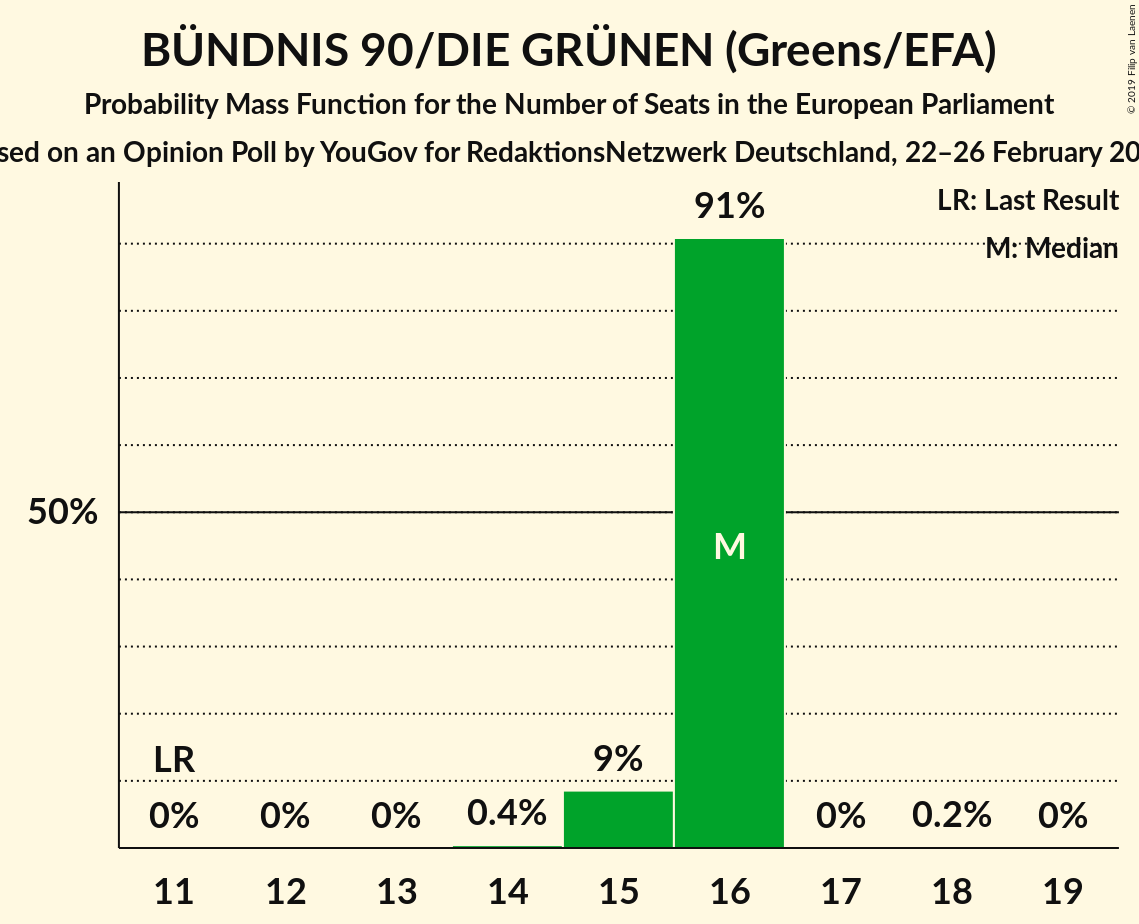 BÜNDNIS 90/DIE GRÜNEN (Greens/EFA)
Probability Mass Function for the Number of Seats in the European Parliament
sed on an Opinion Poll by YouGov for RedaktionsNetzwerk Deutschland, 22–26 February 20
© 2019 Filip van Laenen
LR: Last Result
M: Median
91%
50%
M
LR
9%
0% 0% 0% 0.4% 0% 0.2% 0%
11 12 13 14 15 16 17 18 19